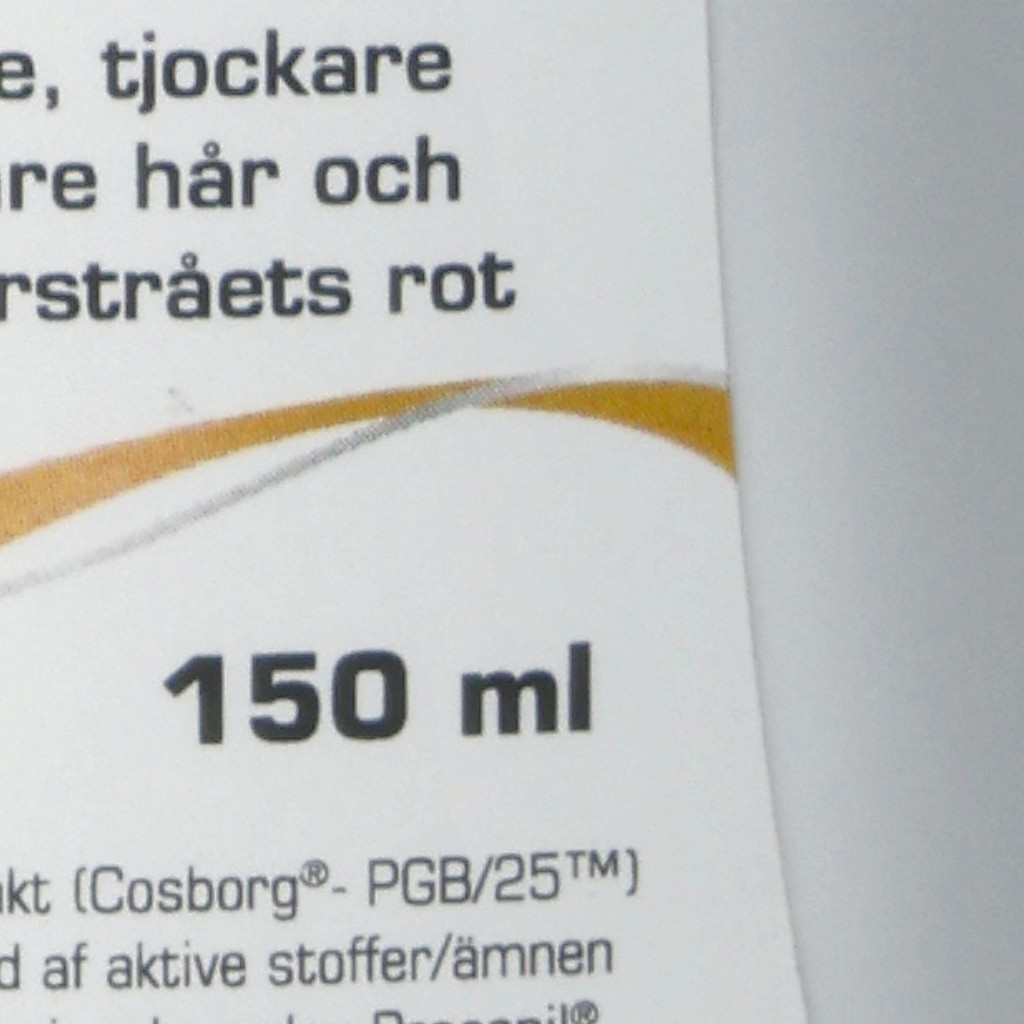 e, tjockare
re hår och
rstråets rot
150 ml
kt (Cosborg®- PGB/25™)
d af aktive stoffer/ämnen